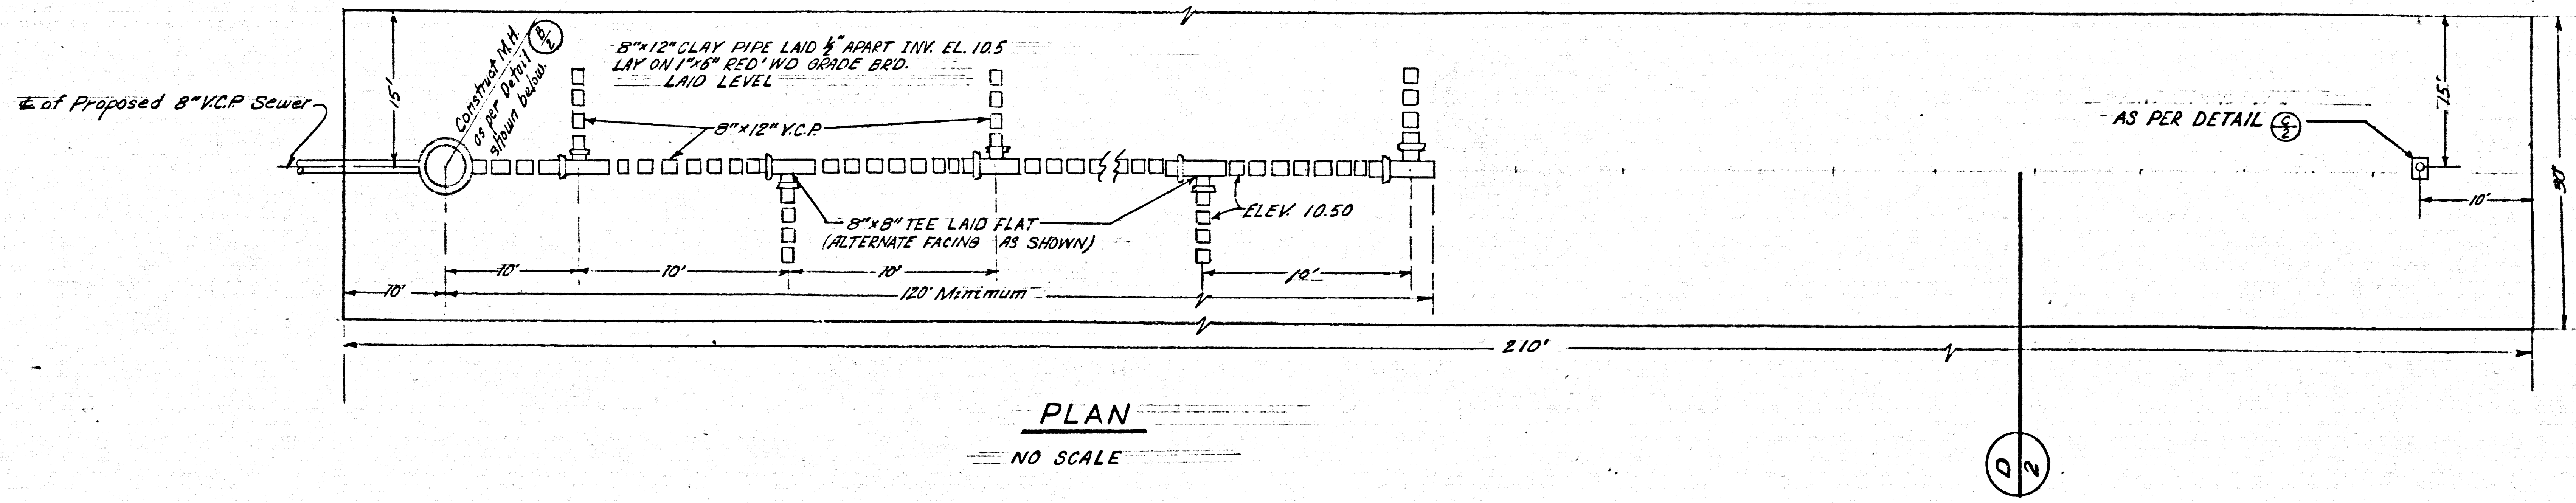 ℄ of Proposed 8" V.C.P. Sewer
15'
Construct M.H.
as per Detail B/2
shown below.
8"x12" CLAY PIPE LAID ½" APART INV. EL. 10.5
LAY ON 1"x6" RED'WD GRADE BR'D.
LAID LEVEL
8"x12" V.C.P.
8"x8" TEE LAID FLAT
(ALTERNATE FACING AS SHOWN)
ELEV. 10.50
AS PER DETAIL C/2
15'
10'
30'
10'
10'
10'
10'
10'
120' Minimum
210'
PLAN
NO SCALE
D/2